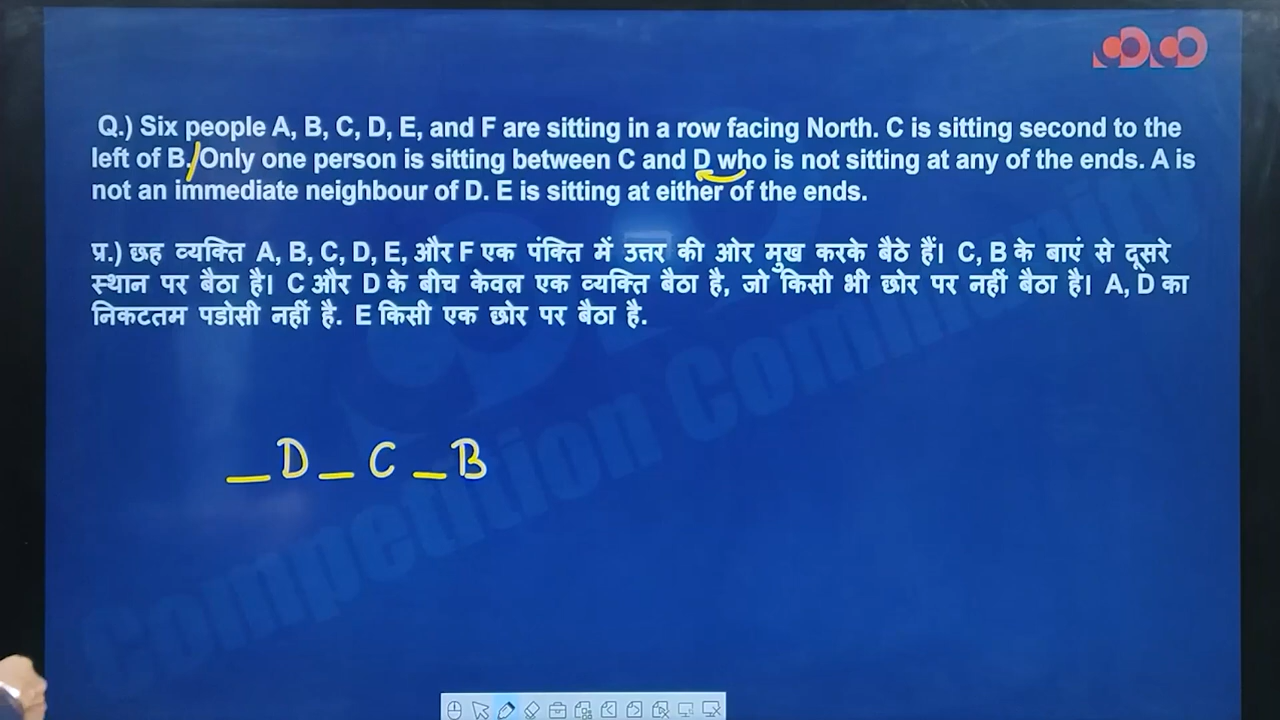 Q.) Six people A, B, C, D, E, and F are sitting in a row facing North. C is sitting second to the
left of B. Only one person is sitting between C and D who is not sitting at any of the ends. A is
not an immediate neighbour of D. E is sitting at either of the ends.
प्र.) छह व्यक्ति A, B, C, D, E, और F एक पंक्ति में उत्तर की ओर मुख करके बैठे हैं। C, B के बाएं से दूसरे
स्थान पर बैठा है। C और D के बीच केवल एक व्यक्ति बैठा है, जो किसी भी छोर पर नहीं बैठा है। A, D का
निकटतम पडोसी नहीं है. E किसी एक छोर पर बैठा है.
_ D _ C _ B
Competition Community